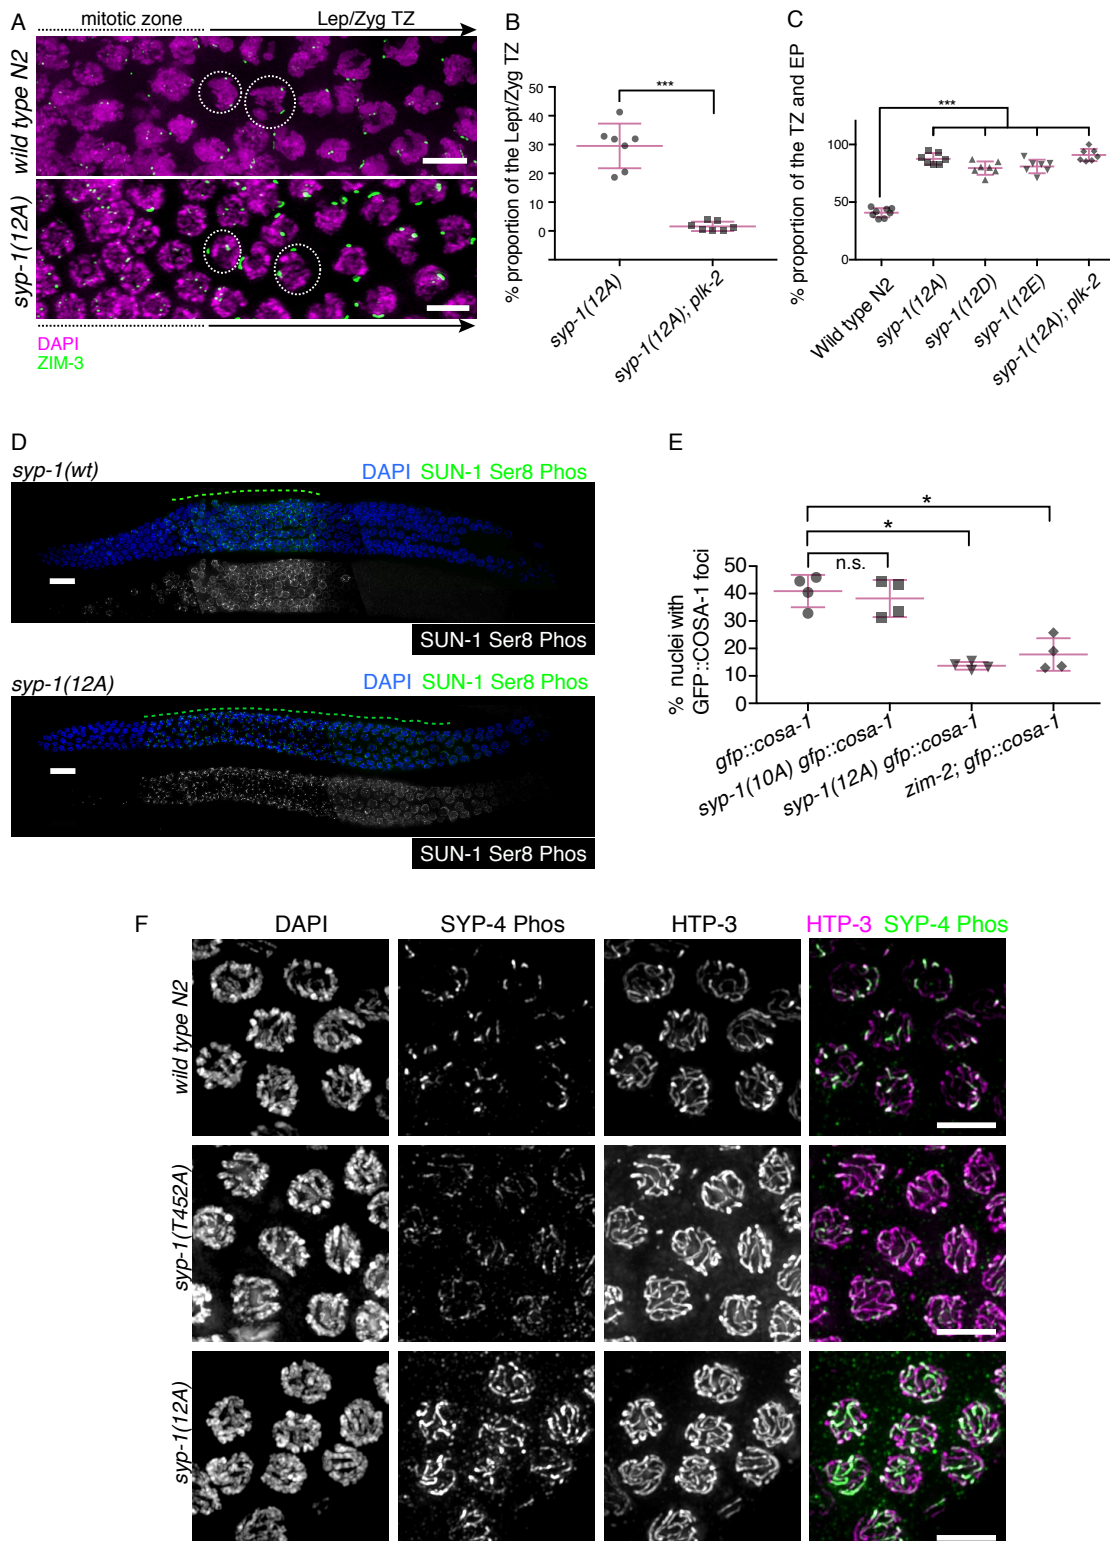 A
mitotic zone
Lep/Zyg TZ
wild type N2
syp-1(12A)
DAPI
ZIM-3
B
% proportion of the Lept/Zyg TZ
50
40
30
20
10
0
***
syp-1(12A)
syp-1(12A); plk-2
C
% proportion of the TZ and EP
100
50
0
***
Wild type N2
syp-1(12A)
syp-1(12D)
syp-1(12E)
syp-1(12A); plk-2
D
syp-1(wt)
DAPI SUN-1 Ser8 Phos
SUN-1 Ser8 Phos
syp-1(12A)
DAPI SUN-1 Ser8 Phos
SUN-1 Ser8 Phos
E
% nuclei with
GFP::COSA-1 foci
50
40
30
20
10
0
*
*
n.s.
gfp::cosa-1
syp-1(10A) gfp::cosa-1
syp-1(12A) gfp::cosa-1
zim-2; gfp::cosa-1
F
DAPI
SYP-4 Phos
HTP-3
HTP-3 SYP-4 Phos
wild type N2
syp-1(T452A)
syp-1(12A)